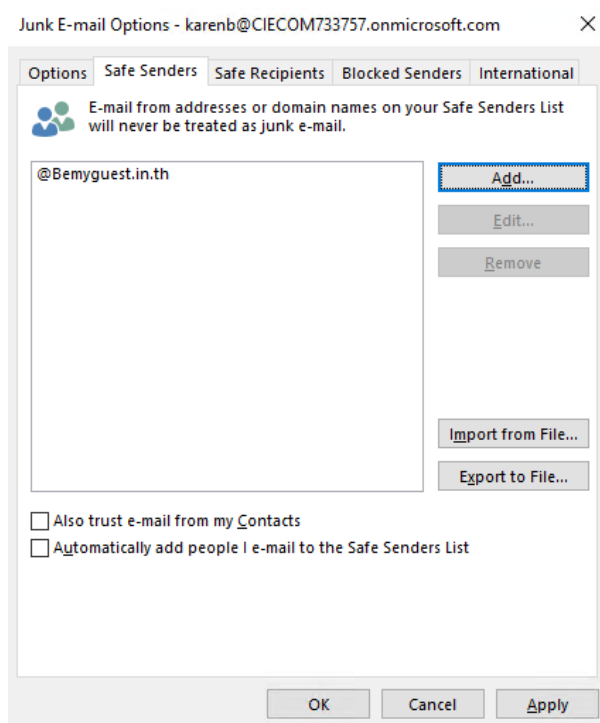 Junk E-mail Options - karenb@CIECOM733757.onmicrosoft.com
Options Safe Senders Safe Recipients Blocked Senders International
E-mail from addresses or domain names on your Safe Senders List
will never be treated as junk e-mail.
@Bemyguest.in.th
Add...
Edit...
Remove
Import from File...
Export to File...
Also trust e-mail from my Contacts
Automatically add people I e-mail to the Safe Senders List
OK Cancel Apply